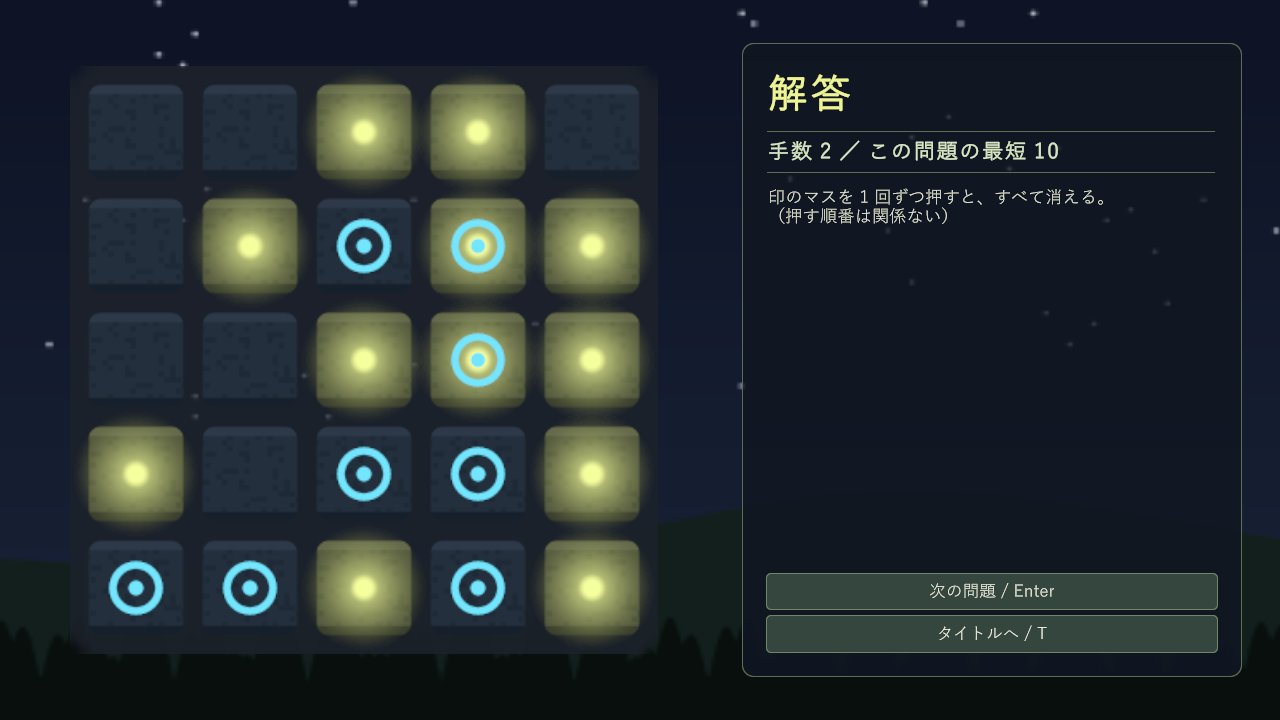 解答
手数 2 ／ この問題の最短 10
印のマスを 1 回ずつ押すと、すべて消える。
（押す順番は関係ない）
次の問題 / Enter
タイトルへ / T